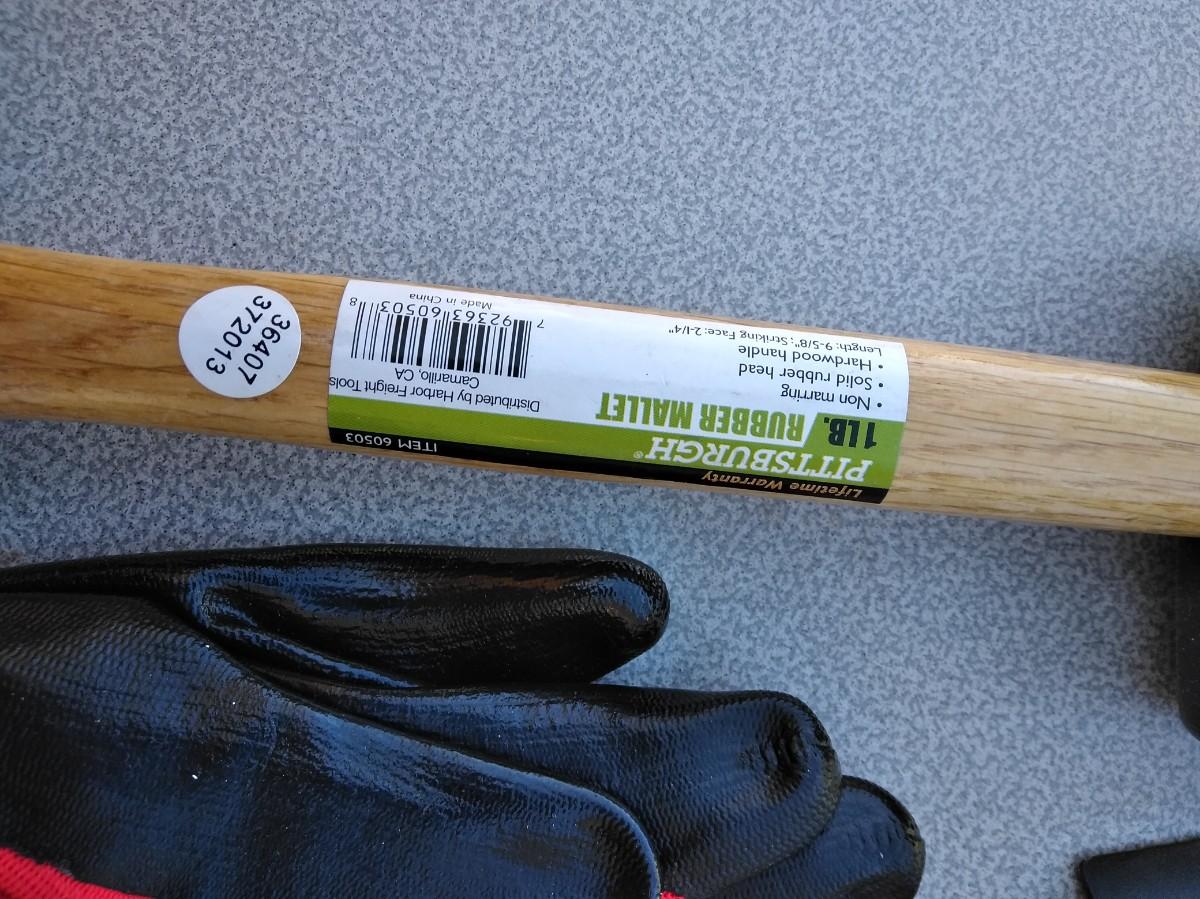 Lifetime Warranty
ITEM 60503
PITTSBURGH®
1 LB. RUBBER MALLET
• Non marring
• Solid rubber head
• Hardwood handle
Length: 9-5/8"; Striking Face: 2-1/4"
Distributed by Harbor Freight Tools
Camarillo, CA
7 92363 60503 8
Made in China
36407
372013